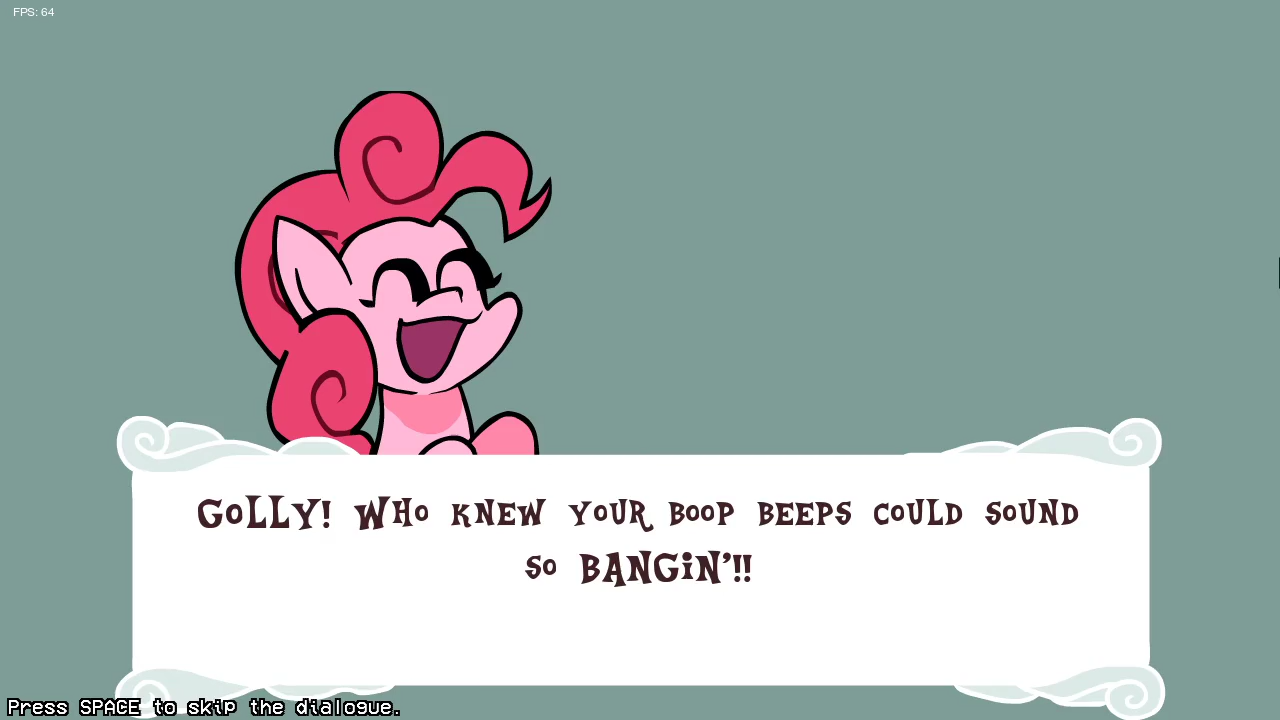 FPS: 64
GOLLY! WHO KNEW YOUR BOOP BEEPS COULD SOUND
SO BANGiN'!!
Press SPACE to skip the dialogue.